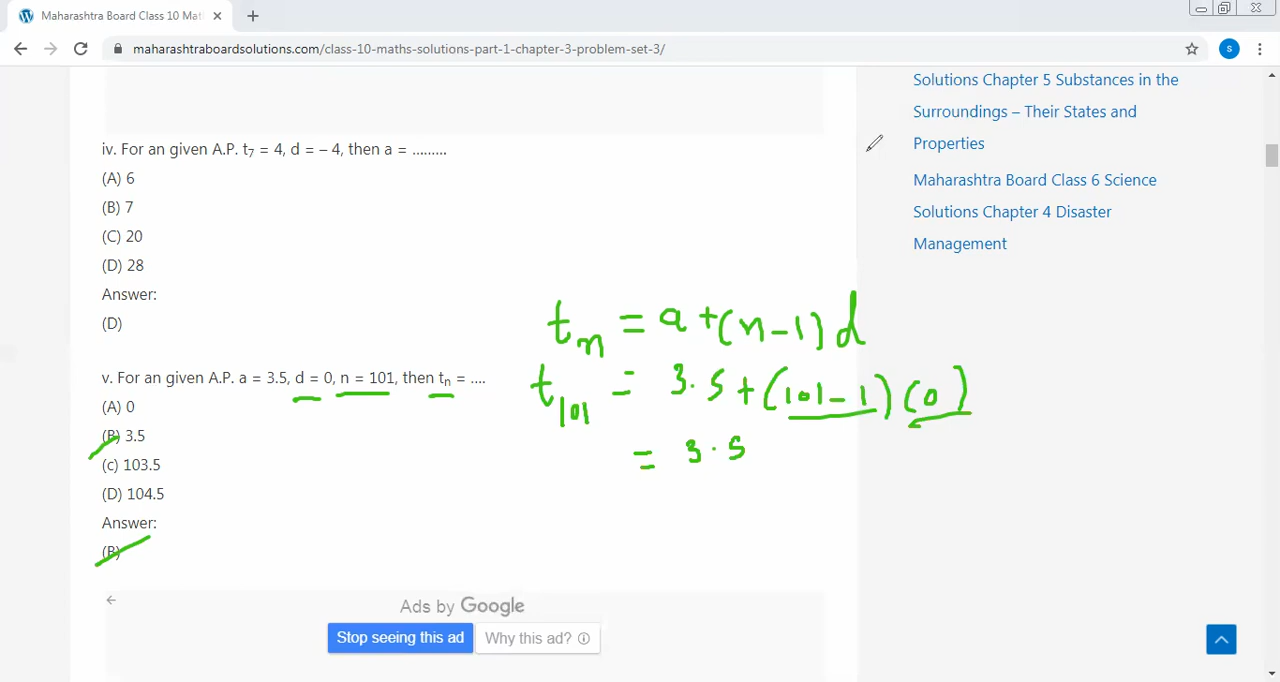 Maharashtra Board Class 10 Mat
maharashtraboardsolutions.com/class-10-maths-solutions-part-1-chapter-3-problem-set-3/
S
Solutions Chapter 5 Substances in the
Surroundings – Their States and
Properties
Maharashtra Board Class 6 Science
Solutions Chapter 4 Disaster
Management
iv. For an given A.P. t₇ = 4, d = – 4, then a = ………
(A) 6
(B) 7
(C) 20
(D) 28
Answer:
(D)
v. For an given A.P. a = 3.5, d = 0, n = 101, then tₙ = ….
(A) 0
(B) 3.5
(c) 103.5
(D) 104.5
Answer:
(B)
tₙ = a + (n - 1) d
t₁₀₁ = 3.5 + (101 - 1) (0)
= 3.5
Ads by Google
Stop seeing this ad
Why this ad?